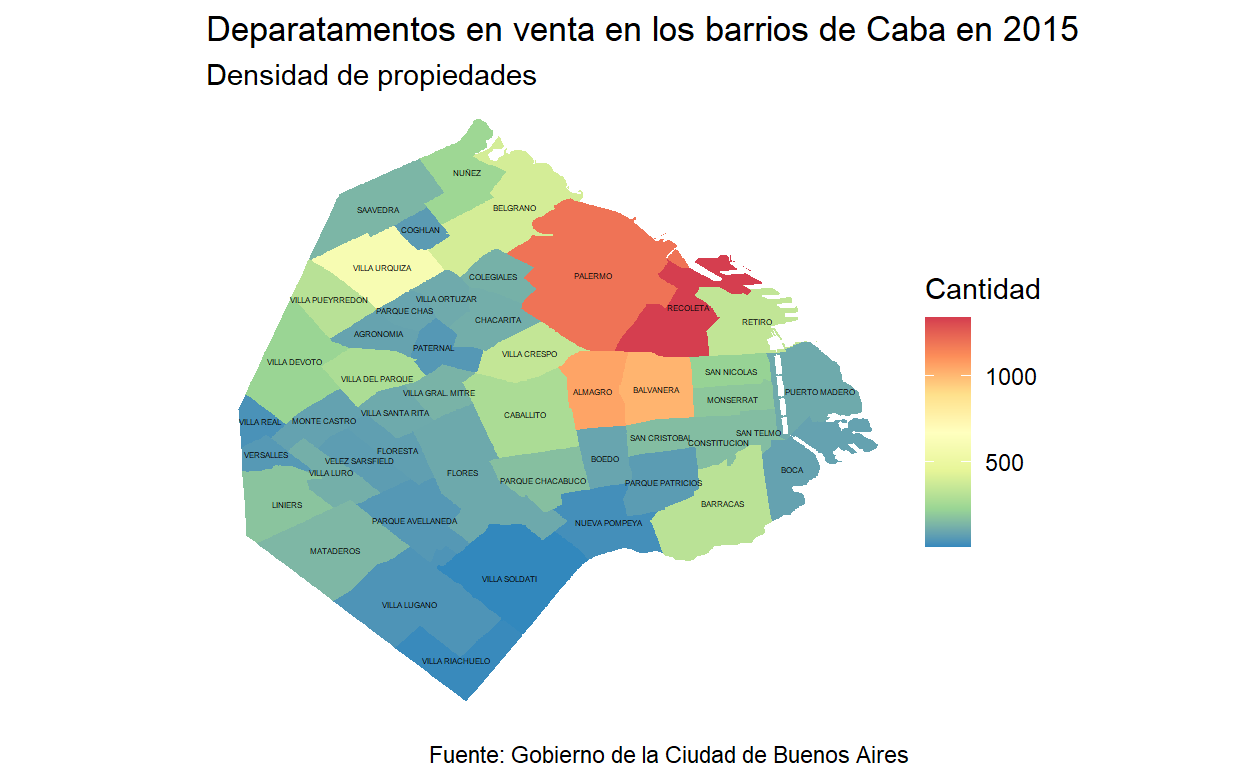 Deparatamentos en venta en los barrios de Caba en 2015
Densidad de propiedades
NUÑEZ
SAAVEDRA
BELGRANO
COGHLAN
VILLA URQUIZA
COLEGIALES
PALERMO
VILLA PUEYRREDON
VILLA ORTUZAR
PARQUE CHAS
RECOLETA
CHACARITA
RETIRO
AGRONOMIA
PATERNAL
VILLA CRESPO
VILLA DEVOTO
SAN NICOLAS
VILLA DEL PARQUE
VILLA GRAL. MITRE
ALMAGRO
BALVANERA
PUERTO MADERO
MONSERRAT
VILLA SANTA RITA
CABALLITO
VILLA REAL
MONTE CASTRO
SAN TELMO
SAN CRISTOBAL
CONSTITUCION
FLORESTA
VERSALLES
VELEZ SARSFIELD
BOEDO
VILLA LURO
FLORES
BOCA
PARQUE CHACABUCO
PARQUE PATRICIOS
LINIERS
BARRACAS
PARQUE AVELLANEDA
NUEVA POMPEYA
MATADEROS
VILLA SOLDATI
VILLA LUGANO
VILLA RIACHUELO
Cantidad
1000
500
Fuente: Gobierno de la Ciudad de Buenos Aires